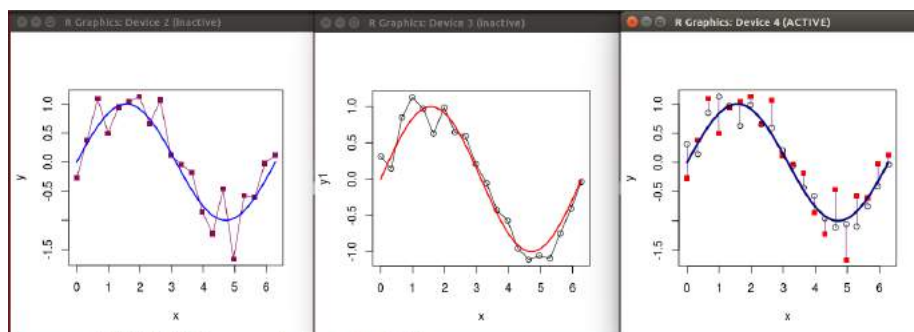 R Graphics: Device 2 (inactive)
y
1.0
0.5
0.0
-0.5
-1.5
0 1 2 3 4 5 6
x
R Graphics: Device 3 (inactive)
y1
1.0
0.5
0.0
-0.5
-1.0
0 1 2 3 4 5 6
x
R Graphics: Device 4 (ACTIVE)
y
1.0
0.5
0.0
-0.5
-1.5
0 1 2 3 4 5 6
x